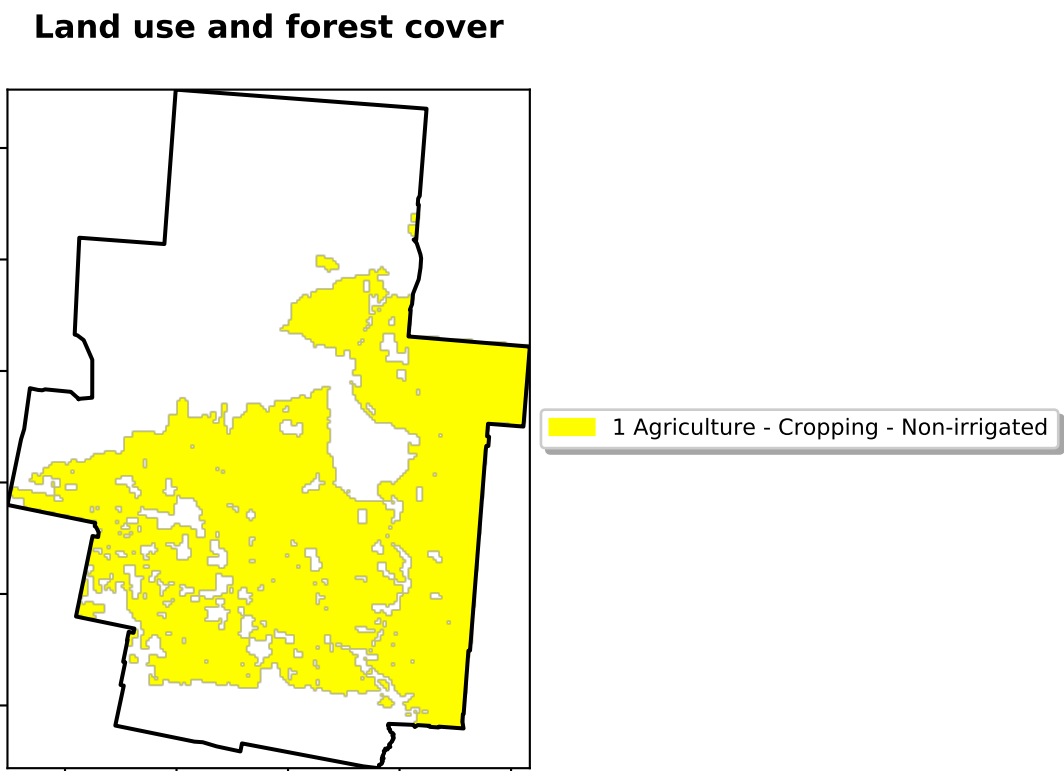 Land use and forest cover
1 Agriculture - Cropping - Non-irrigated